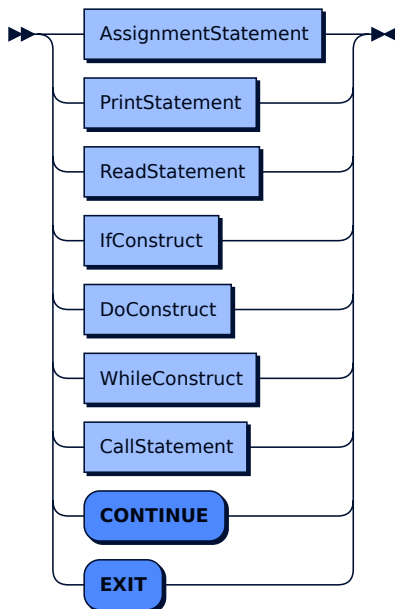 AssignmentStatement
PrintStatement
ReadStatement
IfConstruct
DoConstruct
WhileConstruct
CallStatement
CONTINUE
EXIT